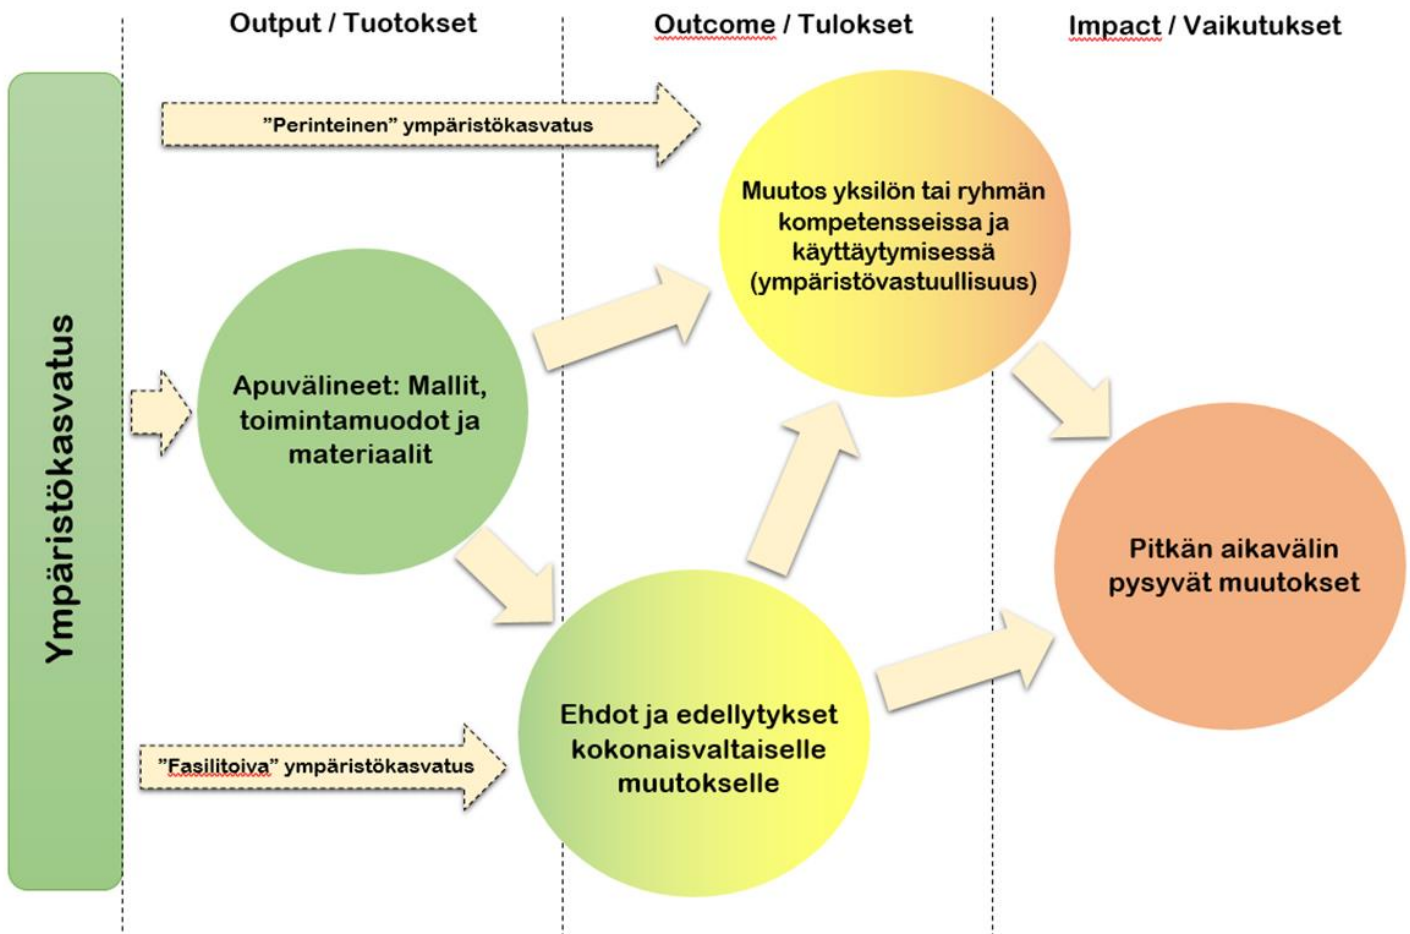 Output / Tuotokset
Outcome / Tulokset
Impact / Vaikutukset
Ympäristökasvatus
”Perinteinen” ympäristökasvatus
Muutos yksilön tai ryhmän
kompetensseissa ja
käyttäytymisessä
(ympäristövastuullisuus)
Apuvälineet: Mallit,
toimintamuodot ja
materiaalit
Pitkän aikavälin
pysyvät muutokset
Ehdot ja edellytykset
kokonaisvaltaiselle
muutokselle
”Fasilitoiva” ympäristökasvatus